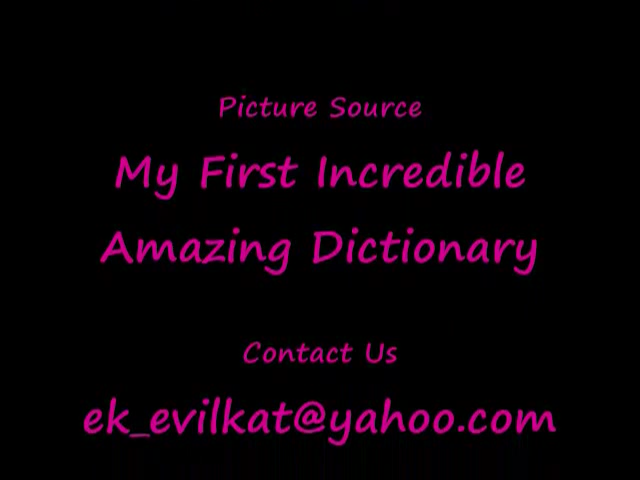 Picture Source
My First Incredible
Amazing Dictionary
Contact Us
ek_evilkat@yahoo.com